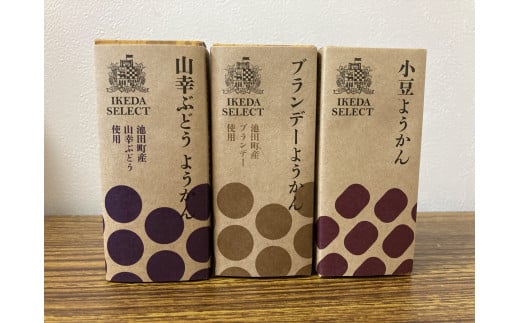 IKEDA
SELECT
山幸ぶどう ようかん
池田町産
山幸ぶどう
使用
IKEDA
SELECT
ブランデーようかん
池田町産
ブランデー
使用
IKEDA
SELECT
小豆ようかん